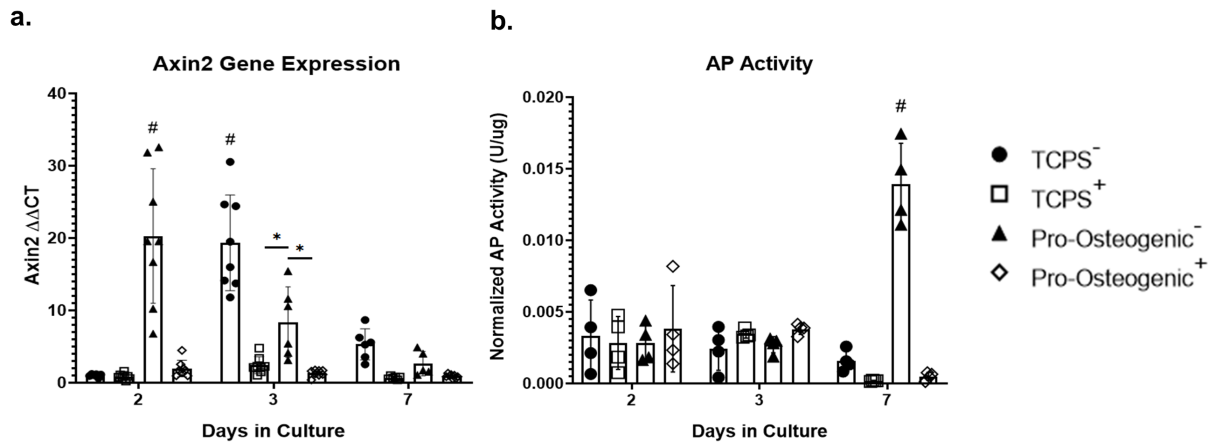 a.
Axin2 Gene Expression
Axin2 ΔΔCT
40
30
20
10
0
#
#
*
*
2
3
7
Days in Culture
b.
AP Activity
Normalized AP Activity (U/ug)
0.020
0.015
0.010
0.005
0.000
#
2
3
7
Days in Culture
TCPS⁻
TCPS⁺
Pro-Osteogenic⁻
Pro-Osteogenic⁺